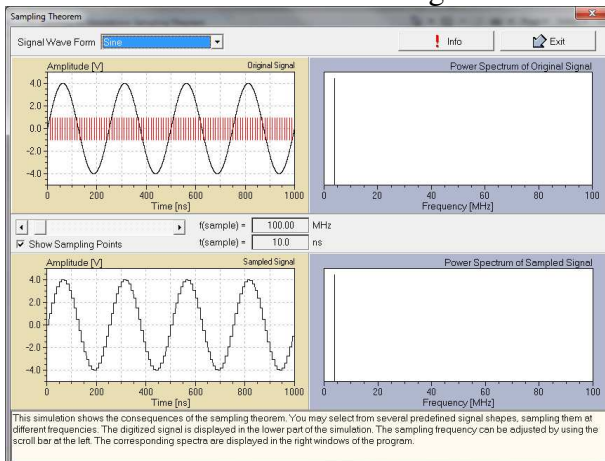 Sampling Theorem
Signal Wave Form Sine
Info
Exit
Amplitude [V] Original Signal
4.0
2.0
0.0
-2.0
-4.0
0 200 400 600 800 1000
Time [ns]
Power Spectrum of Original Signal
0 20 40 60 80 100
Frequency [MHz]
f(sample) = 100.00 MHz
Show Sampling Points t(sample) = 10.0 ns
Amplitude [V] Sampled Signal
4.0
2.0
0.0
-2.0
-4.0
0 200 400 600 800 1000
Time [ns]
Power Spectrum of Sampled Signal
0 20 40 60 80 100
Frequency [MHz]
This simulation shows the consequences of the sampling theorem. You may select from several predefined signal shapes, sampling them at
different frequencies. The digitized signal is displayed in the lower part of the simulation. The sampling frequency can be adjusted by using the
scroll bar at the left. The corresponding spectra are displayed in the right windows of the program.